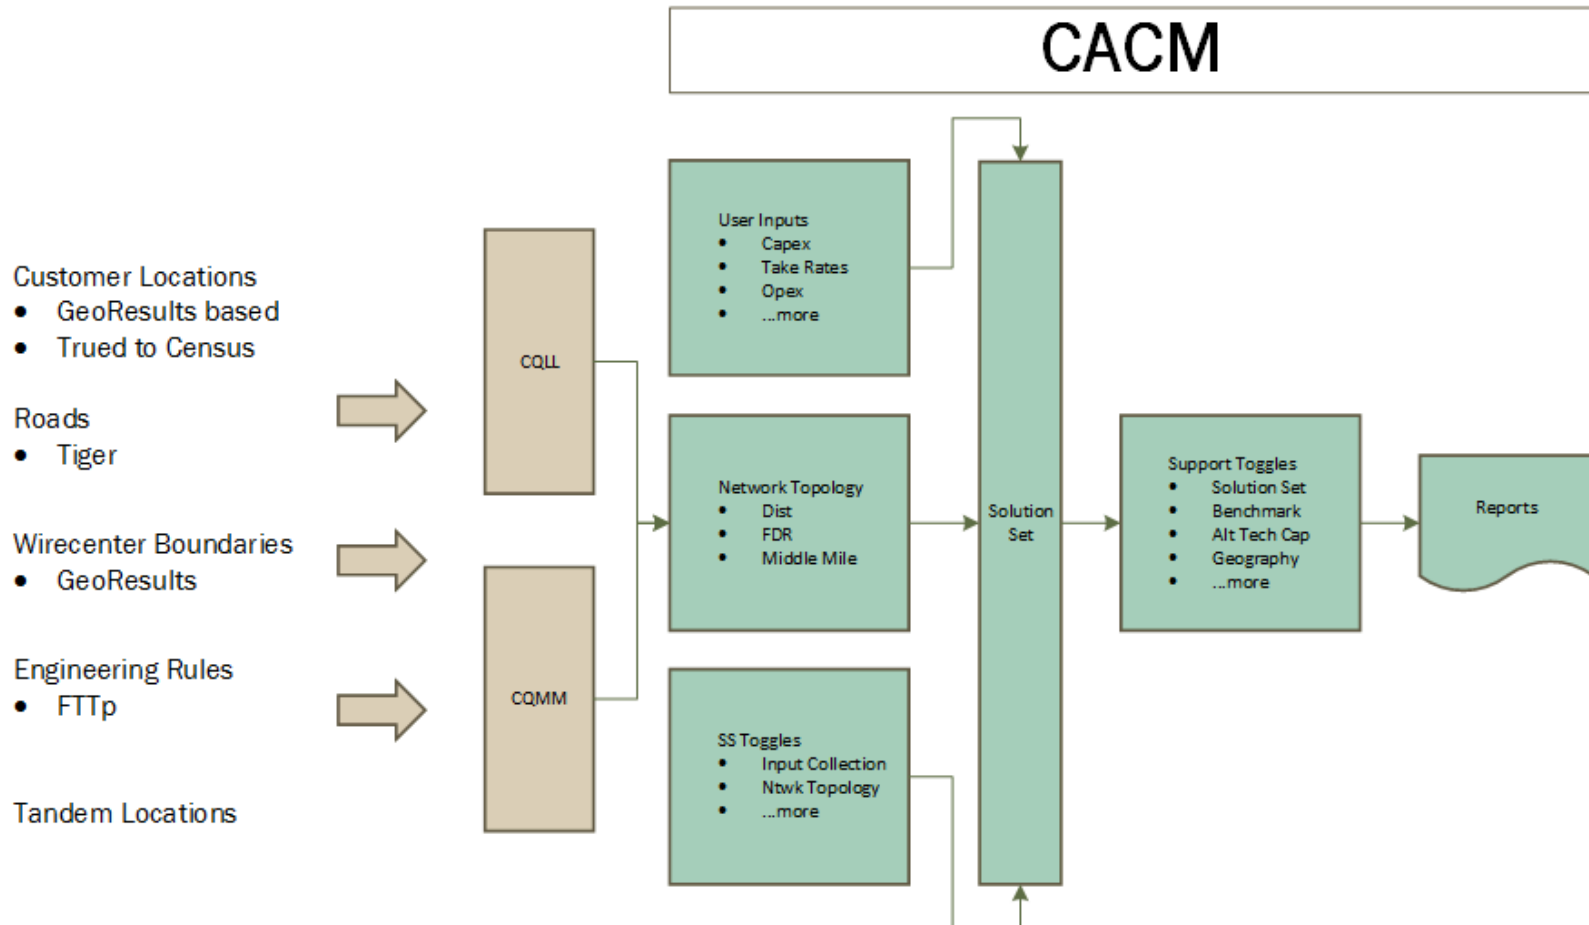 CACM
Customer Locations
• GeoResults based
• Trued to Census
Roads
• Tiger
Wirecenter Boundaries
• GeoResults
Engineering Rules
• FTTp
Tandem Locations
CQLL
CQMM
User Inputs
• Capex
• Take Rates
• Opex
• ...more
Network Topology
• Dist
• FDR
• Middle Mile
SS Toggles
• Input Collection
• Ntwk Topology
• ...more
Solution
Set
Support Toggles
• Solution Set
• Benchmark
• Alt Tech Cap
• Geography
• ...more
Reports